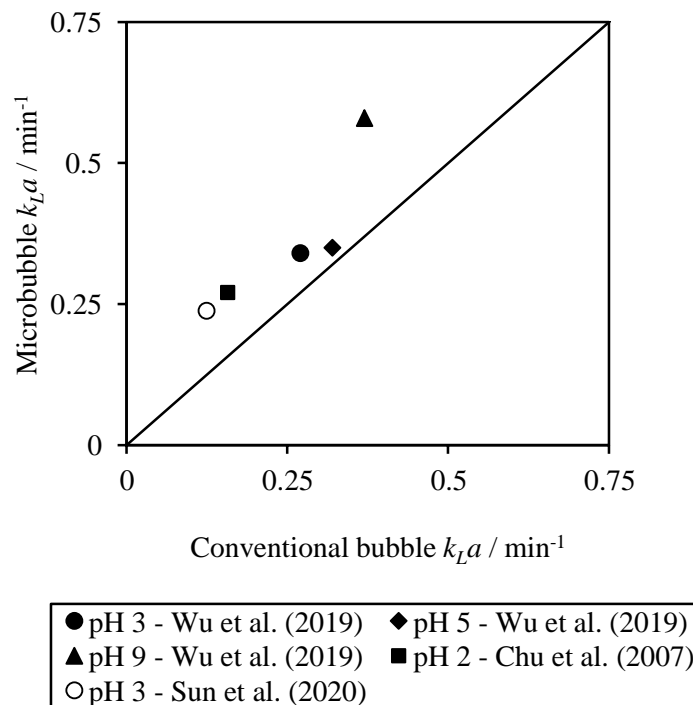 0.75
0.5
0.25
0
Microbubble kLa / min-1
0 0.25 0.5 0.75
Conventional bubble kLa / min-1
pH 3 - Wu et al. (2019) pH 5 - Wu et al. (2019)
pH 9 - Wu et al. (2019) pH 2 - Chu et al. (2007)
pH 3 - Sun et al. (2020)